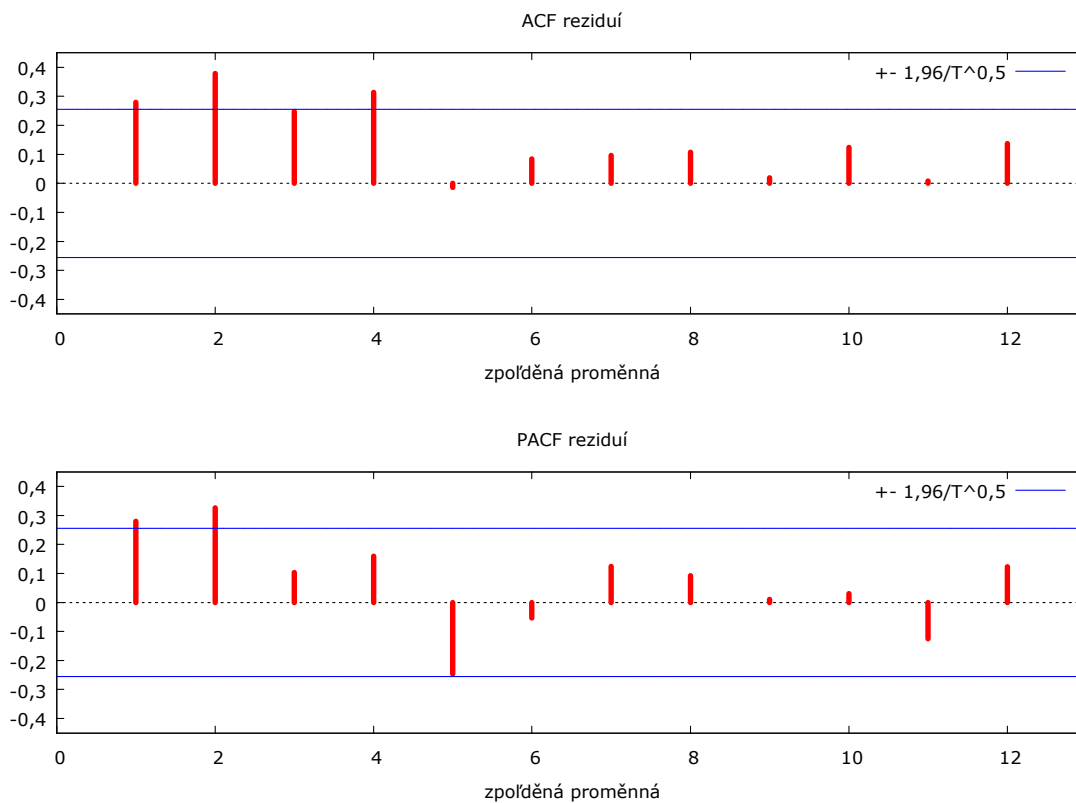 ACF reziduí
+- 1,96/T^0,5
0,4
0,3
0,2
0,1
0
-0,1
-0,2
-0,3
-0,4
0 2 4 6 8 10 12
zpoľděná proměnná
PACF reziduí
+- 1,96/T^0,5
0,4
0,3
0,2
0,1
0
-0,1
-0,2
-0,3
-0,4
0 2 4 6 8 10 12
zpoľděná proměnná